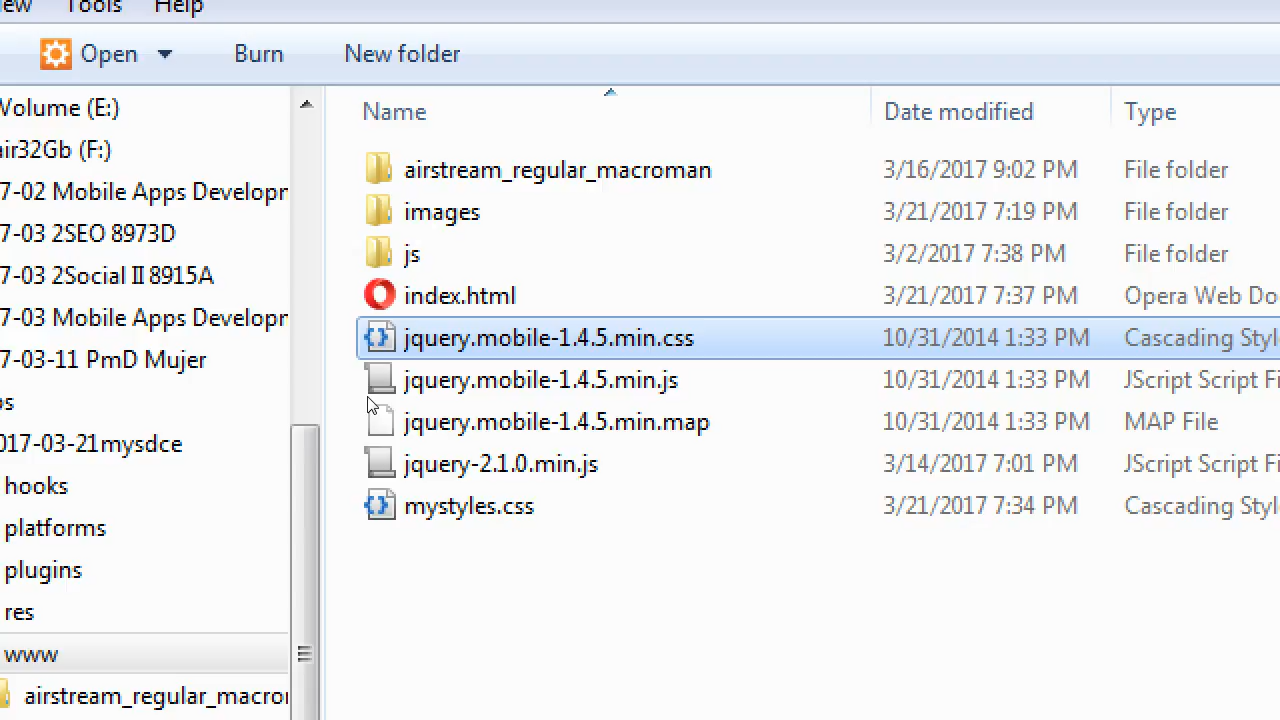 ew Tools Help
Open Burn New folder
Volume (E:)
air32Gb (F:)
7-02 Mobile Apps Developr
7-03 2SEO 8973D
7-03 2Social II 8915A
7-03 Mobile Apps Developr
7-03-11 PmD Mujer
os
017-03-21mysdce
hooks
platforms
plugins
res
www
airstream_regular_macror
Name Date modified Type
airstream_regular_macroman 3/16/2017 9:02 PM File folder
images 3/21/2017 7:19 PM File folder
js 3/2/2017 7:38 PM File folder
index.html 3/21/2017 7:37 PM Opera Web Do
jquery.mobile-1.4.5.min.css 10/31/2014 1:33 PM Cascading Style
jquery.mobile-1.4.5.min.js 10/31/2014 1:33 PM JScript Script Fi
jquery.mobile-1.4.5.min.map 10/31/2014 1:33 PM MAP File
jquery-2.1.0.min.js 3/14/2017 7:01 PM JScript Script Fi
mystyles.css 3/21/2017 7:34 PM Cascading Style